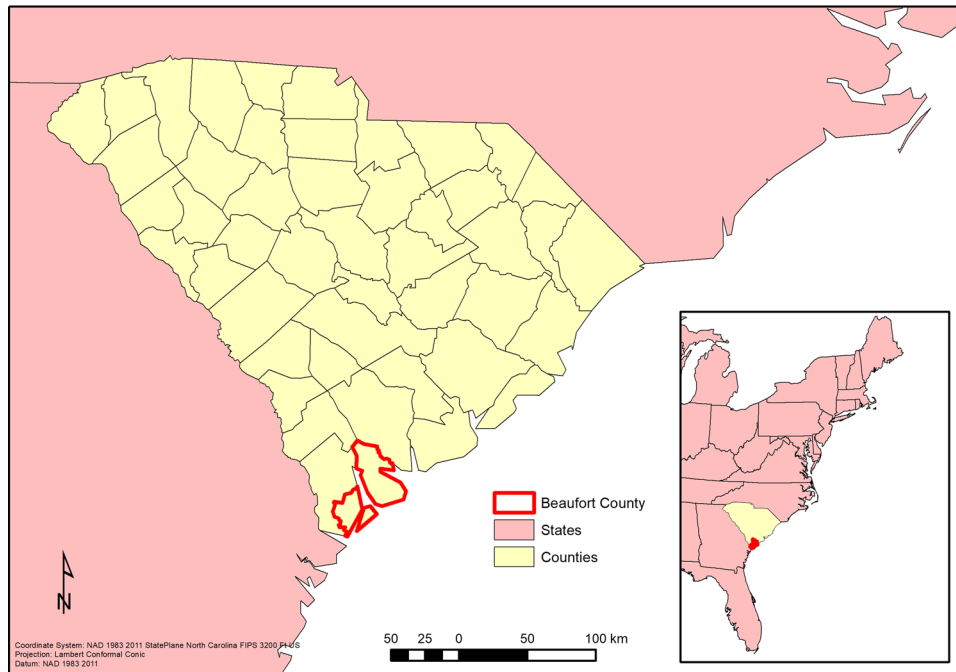 Beaufort County
States
Counties
N
50 25 0 50 100 km
Coordinate System: NAD 1983 2011 StatePlane North Carolina FIPS 3200 Ft US
Projection: Lambert Conformal Conic
Datum: NAD 1983 2011